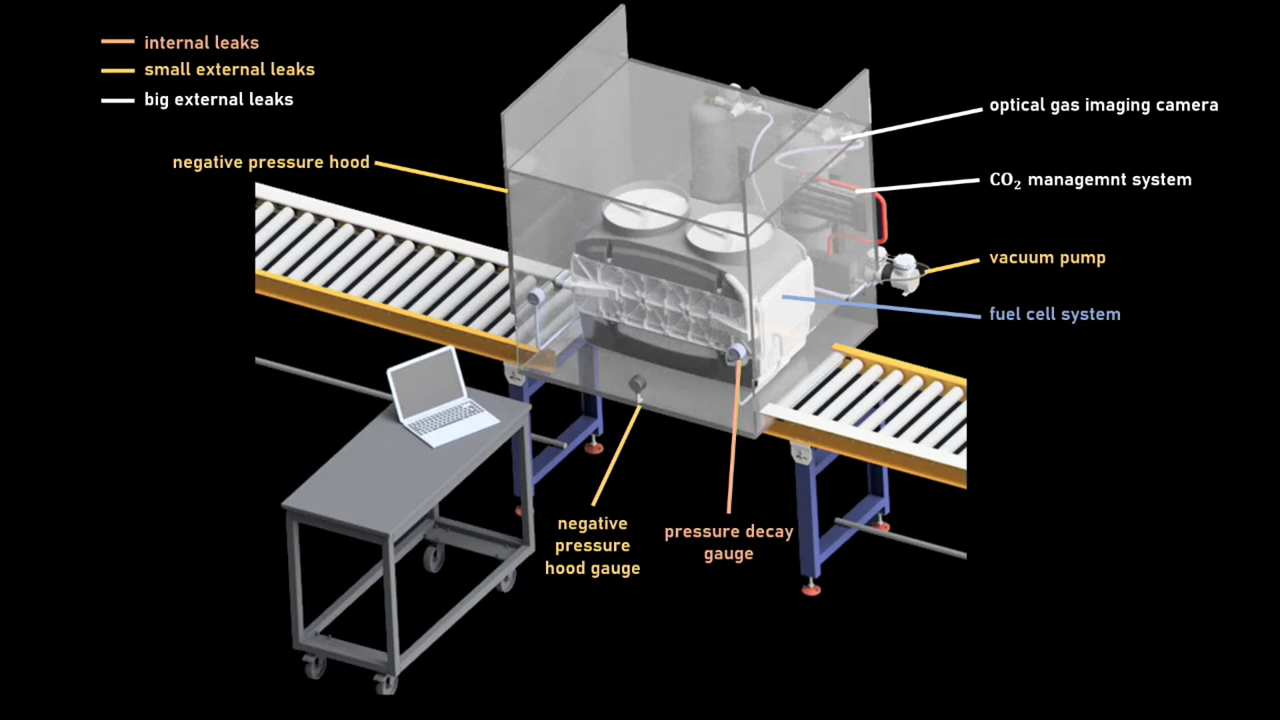 internal leaks
small external leaks
big external leaks
optical gas imaging camera
negative pressure hood
CO₂ managemnt system
vacuum pump
fuel cell system
negative
pressure
hood gauge
pressure decay
gauge